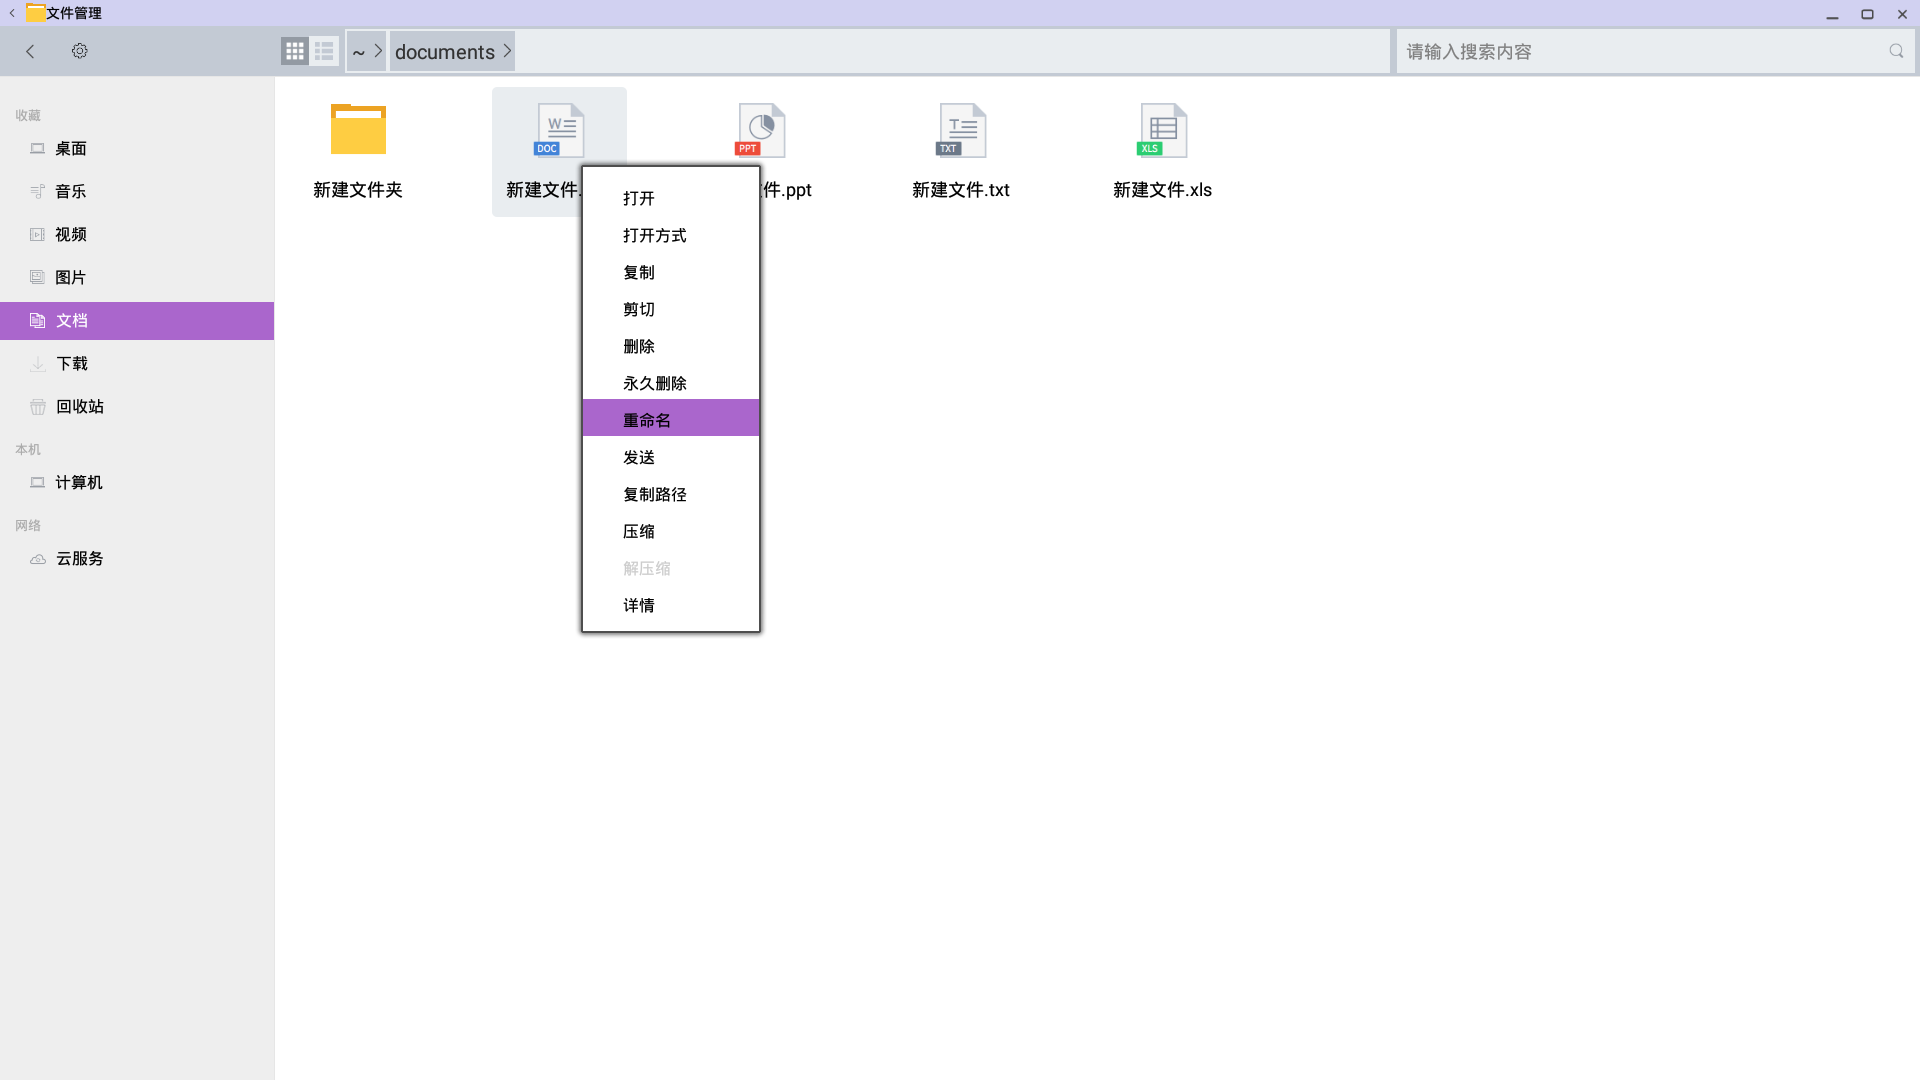 文件管理
~
documents
请输入搜索内容
收藏
桌面
音乐
视频
图片
文档
下载
回收站
本机
计算机
网络
云服务
W
DOC
PPT
T
TXT
XLS
新建文件夹
新建文件.
件.ppt
新建文件.txt
新建文件.xls
打开
打开方式
复制
剪切
删除
永久删除
重命名
发送
复制路径
压缩
解压缩
详情